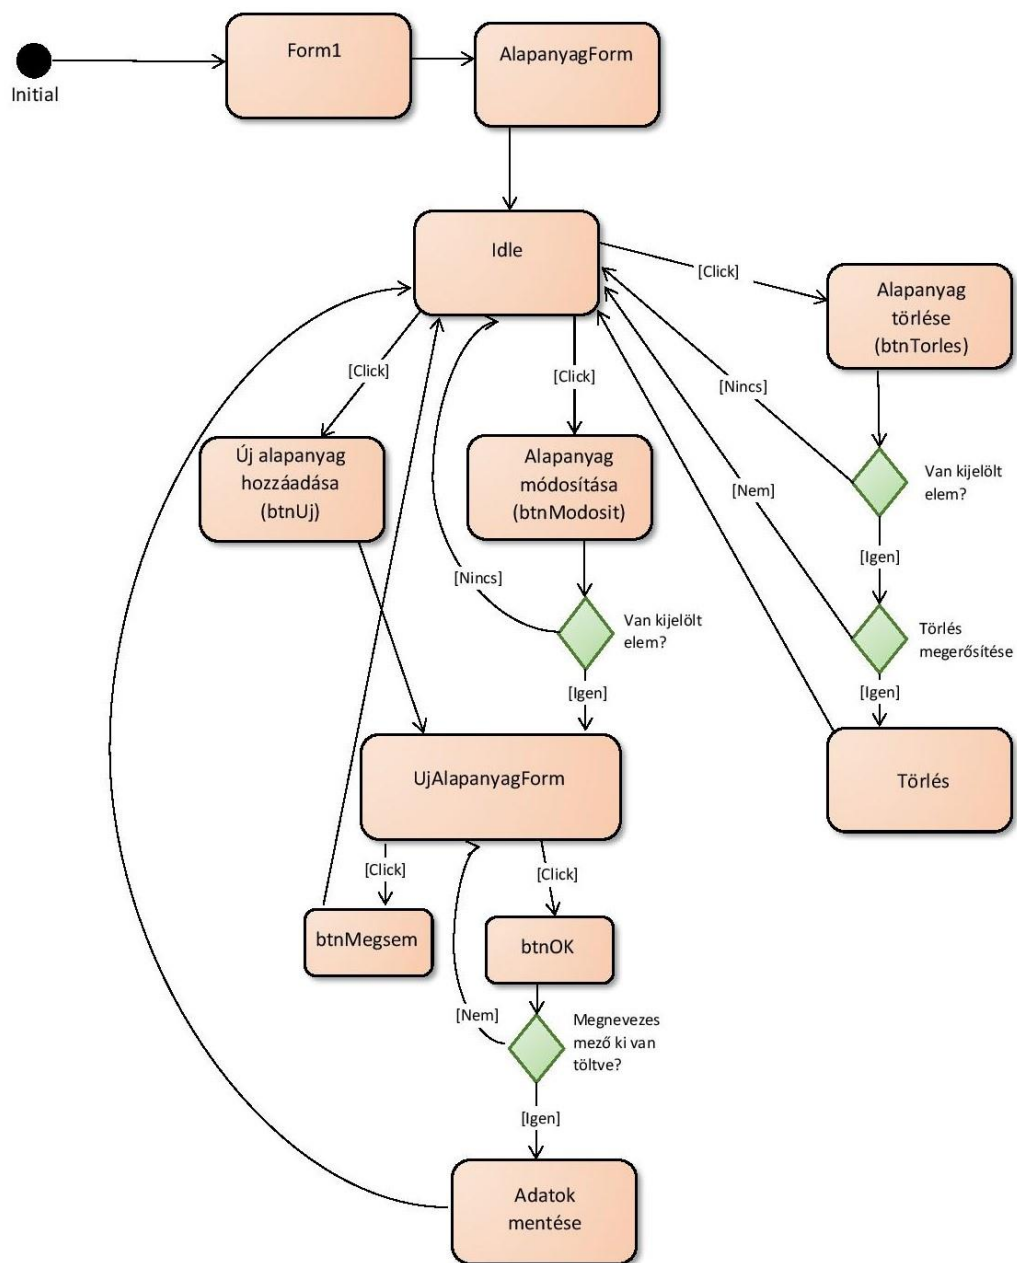 Form1
AlapanyagForm
Initial
Idle
[Click]
Alapanyag
törlése
(btnTorles)
[Click]
[Click]
[Nincs]
Új alapanyag
hozzáadása
(btnUj)
Alapanyag
módosítása
(btnModosit)
[Nem]
Van kijelölt
elem?
[Igen]
[Nincs]
Van kijelölt
elem?
Törlés
megerősítése
[Igen]
[Igen]
UjAlapanyagForm
Törlés
[Click]
[Click]
btnMegsem
btnOK
[Nem]
Megnevezes
mező ki van
töltve?
[Igen]
Adatok
mentése